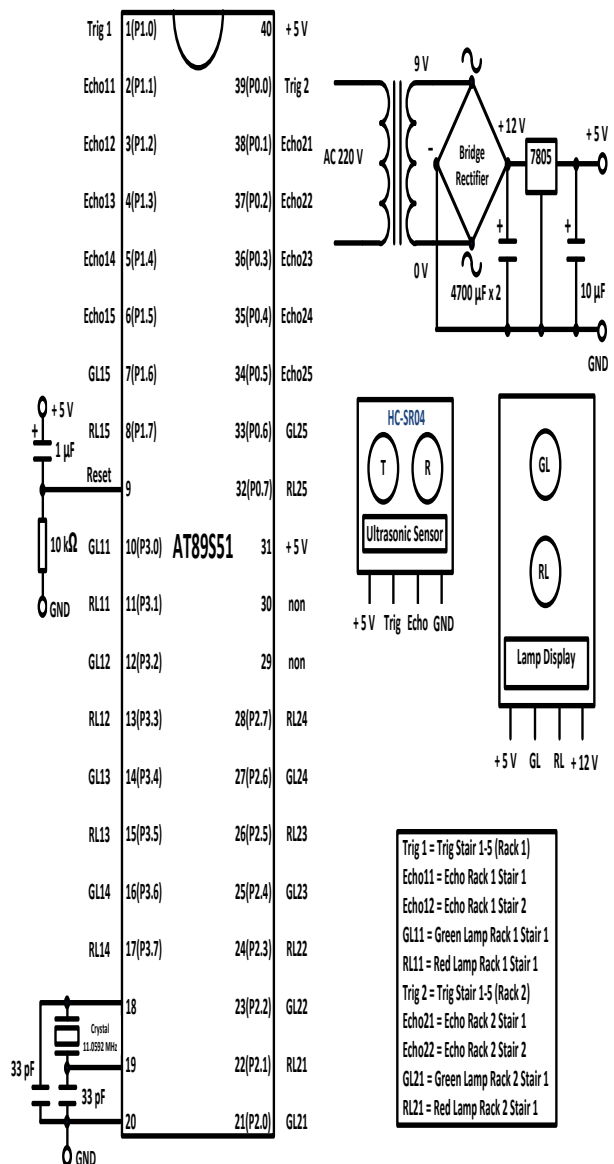 Trig 1 1(P1.0) 40 + 5 V
Echo11 2(P1.1) 39(P0.0) Trig 2
Echo12 3(P1.2) 38(P0.1) Echo21
Echo13 4(P1.3) 37(P0.2) Echo22
Echo14 5(P1.4) 36(P0.3) Echo23
Echo15 6(P1.5) 35(P0.4) Echo24
GL15 7(P1.6) 34(P0.5) Echo25
RL15 8(P1.7) 33(P0.6) GL25
Reset 9 32(P0.7) RL25
GL11 10(P3.0) AT89S51 31 + 5 V
RL11 11(P3.1) 30 non
GL12 12(P3.2) 29 non
RL12 13(P3.3) 28(P2.7) RL24
GL13 14(P3.4) 27(P2.6) GL24
RL13 15(P3.5) 26(P2.5) RL23
GL14 16(P3.6) 25(P2.4) GL23
RL14 17(P3.7) 24(P2.3) RL22
18 23(P2.2) GL22
19 22(P2.1) RL21
20 21(P2.0) GL21
+ 5 V
+
1 µF
10 kΩ
GND
Crystal
11.0592 MHz
33 pF
33 pF
GND
AC 220 V
9 V
0 V
-
Bridge
Rectifier
+ 12 V
7805
+ 5 V
+
+
4700 µF x 2
10 µF
GND
HC-SR04
T R
Ultrasonic Sensor
+ 5 V Trig Echo GND
GL
RL
Lamp Display
+ 5 V GL RL + 12 V
Trig 1 = Trig Stair 1-5 (Rack 1)
Echo11 = Echo Rack 1 Stair 1
Echo12 = Echo Rack 1 Stair 2
GL11 = Green Lamp Rack 1 Stair 1
RL11 = Red Lamp Rack 1 Stair 1
Trig 2 = Trig Stair 1-5 (Rack 2)
Echo21 = Echo Rack 2 Stair 1
Echo22 = Echo Rack 2 Stair 2
GL21 = Green Lamp Rack 2 Stair 1
RL21 = Red Lamp Rack 2 Stair 1